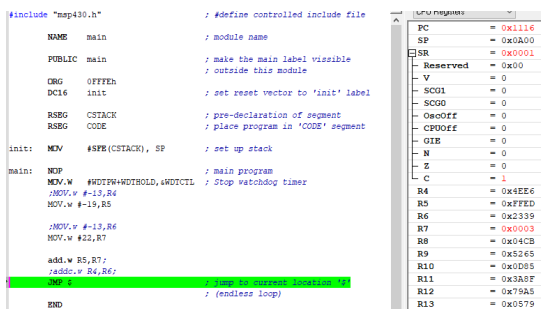 #include "msp430.h" ; #define controlled include file
NAME main ; module name
PUBLIC main ; make the main label vissible
; outside this module
ORG 0FFFEh
DC16 init ; set reset vector to 'init' label
RSEG CSTACK ; pre-declaration of segment
RSEG CODE ; place program in 'CODE' segment
init: MOV #SFE(CSTACK), SP ; set up stack
main: NOP ; main program
MOV.W #WDTPW+WDTHOLD,&WDTCTL ; Stop watchdog timer
;MOV.w #-13,R4
MOV.w #-19,R5
;MOV.w #-13,R6
MOV.w #22,R7
add.w R5,R7;
;addc.w R4,R6;
JMP $ ; jump to current location '$'
; (endless loop)
END
CPU Registers
PC = 0x1116
SP = 0x0A00
SR = 0x0001
Reserved = 0x00
V = 0
SCG1 = 0
SCG0 = 0
OscOff = 0
CPUOff = 0
GIE = 0
N = 0
Z = 0
C = 1
R4 = 0x4EE6
R5 = 0xFFED
R6 = 0x2339
R7 = 0x0003
R8 = 0x04CB
R9 = 0x5265
R10 = 0x0D85
R11 = 0x3A8F
R12 = 0x79A5
R13 = 0x0579